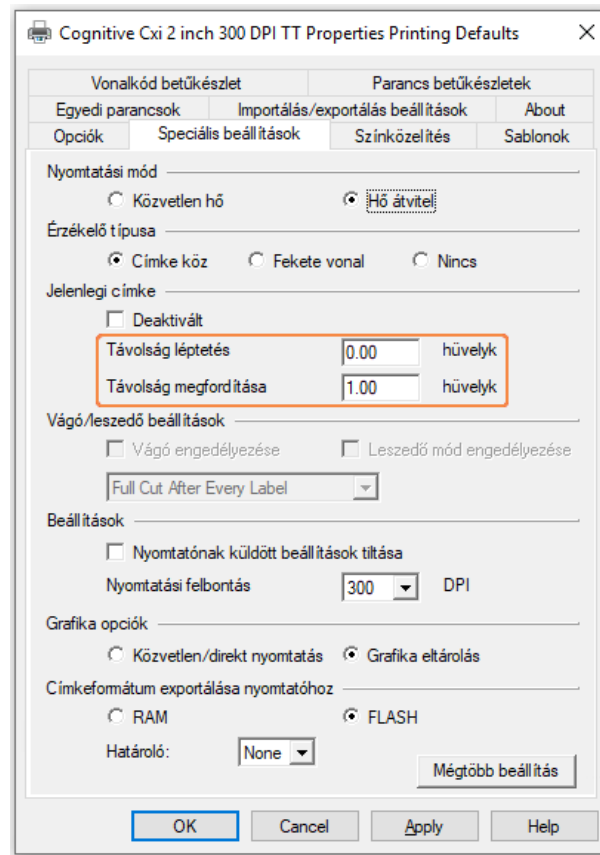 Cognitive Cxi 2 inch 300 DPI TT Properties Printing Defaults
Vonalkód betűkészlet Parancs betűkészletek
Egyedi parancsok Importálás/exportálás beállítások About
Opciók Speciális beállítások Színközelítés Sablonok
Nyomtatási mód
Közvetlen hő Hő átvitel
Érzékelő típusa
Címke köz Fekete vonal Nincs
Jelenlegi címke
Deaktivált
Távolság léptetés 0.00 hüvelyk
Távolság megfordítása 1.00 hüvelyk
Vágó/leszedő beállítások
Vágó engedélyezése Leszedő mód engedélyezése
Full Cut After Every Label
Beállítások
Nyomtatónak küldött beállítások tiltása
Nyomtatási felbontás 300 DPI
Grafika opciók
Közvetlen/direkt nyomtatás Grafika eltárolás
Címkeformátum exportálása nyomtatóhoz
RAM FLASH
Határoló: None
Mégtöbb beállítás
OK Cancel Apply Help